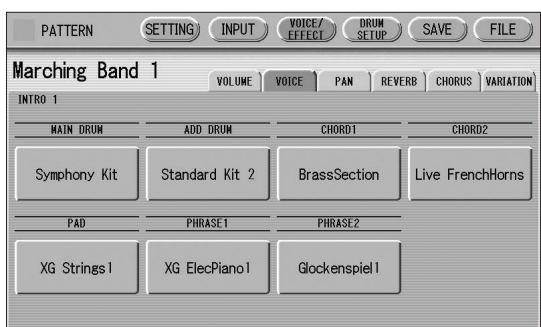 PATTERN SETTING INPUT VOICE/EFFECT DRUM SETUP SAVE FILE
Marching Band 1
VOLUME VOICE PAN REVERB CHORUS VARIATION
INTRO 1
MAIN DRUM ADD DRUM CHORD1 CHORD2
Symphony Kit Standard Kit 2 BrassSection Live FrenchHorns
PAD PHRASE1 PHRASE2
XG Strings1 XG ElecPiano1 Glockenspiel1